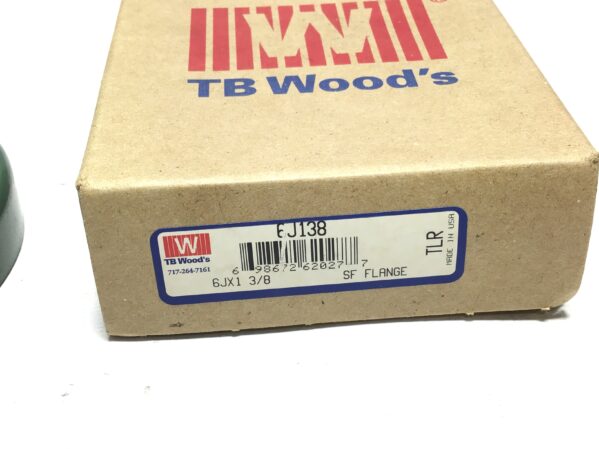 W
®
TB Wood's
6J138
W
TB Wood's
717-264-7161
6 98672 62027 7
6JX1 3/8 SF FLANGE
TLR
MADE IN USA